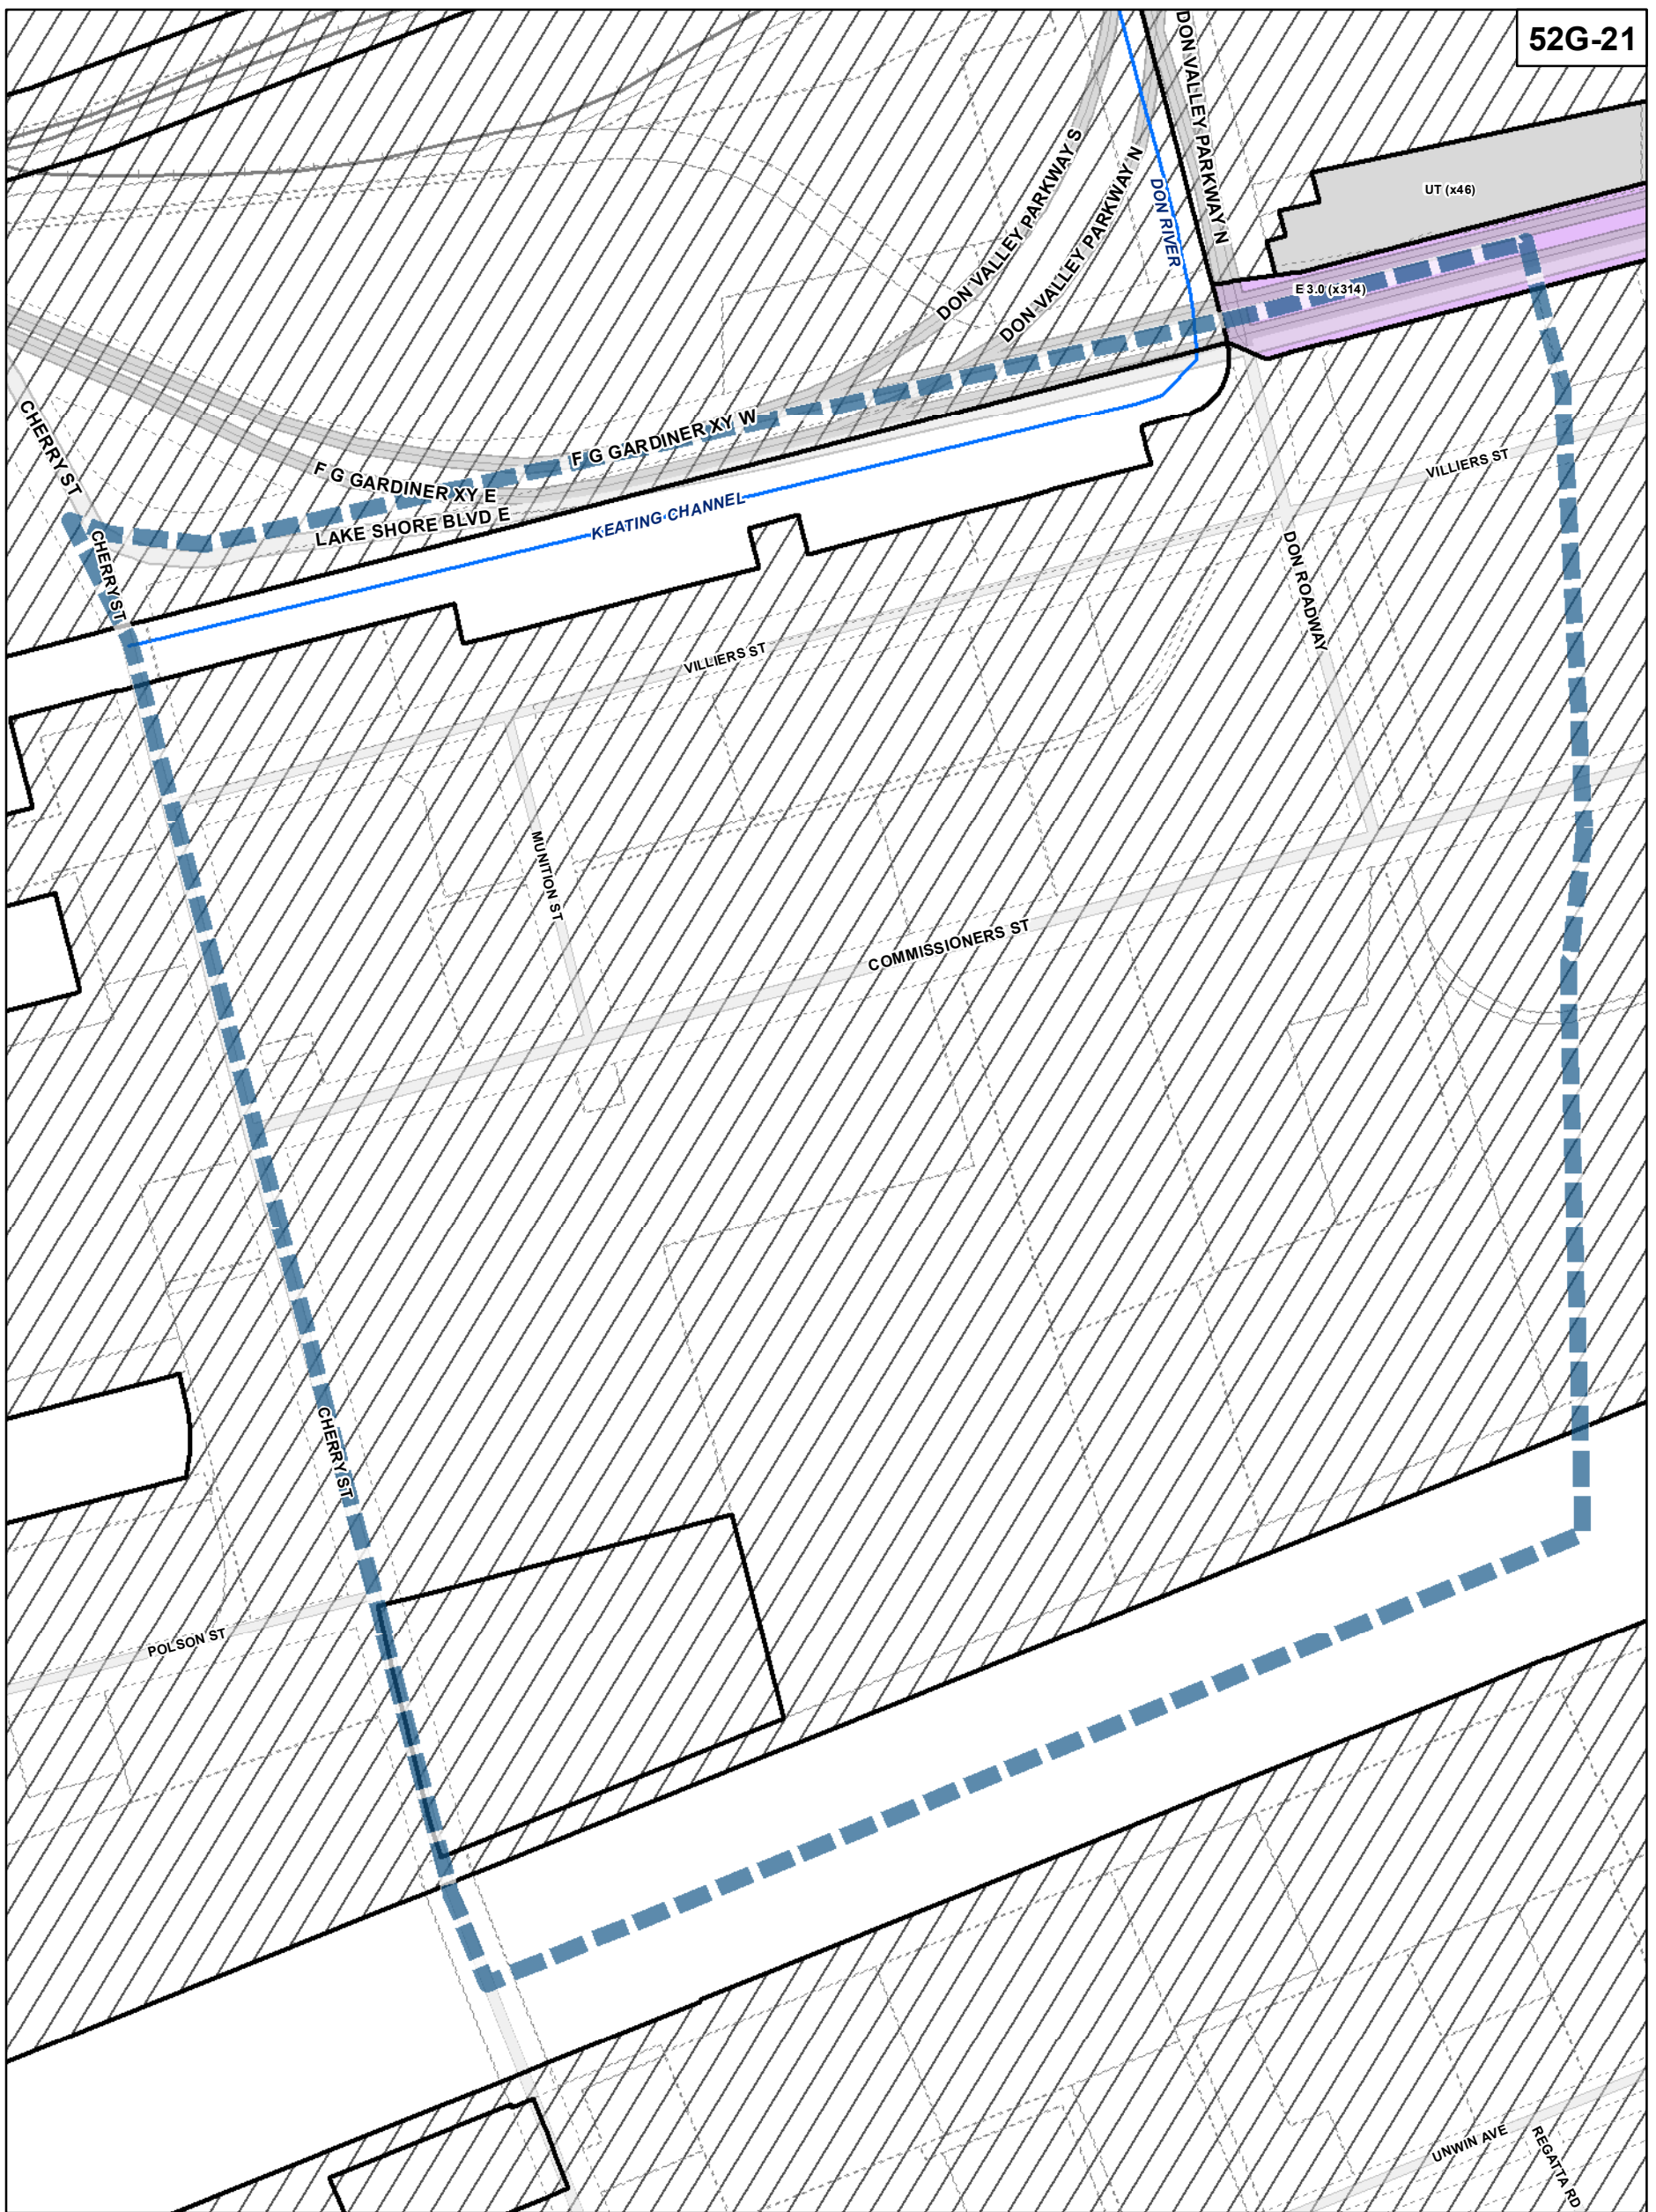 52G-21
DON VALLEY PARKWAY N
DON VALLEY PARKWAY S
DON VALLEY PARKWAY N
DON RIVER
UT (x46)
E 3.0 (x314)
CHERRY ST
F G GARDINER XY W
F G GARDINER XY E
LAKE SHORE BLVD E
KEATING CHANNEL
VILLIERS ST
CHERRY ST
DON ROADWAY
VILLIERS ST
MUNITION ST
COMMISSIONERS ST
CHERRY ST
POLSON ST
UNWIN AVE
REGATTA RD